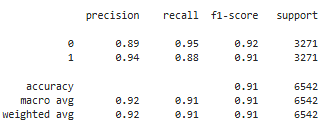 precision recall f1-score support
0 0.89 0.95 0.92 3271
1 0.94 0.88 0.91 3271
accuracy 0.91 6542
macro avg 0.92 0.91 0.91 6542
weighted avg 0.92 0.91 0.91 6542